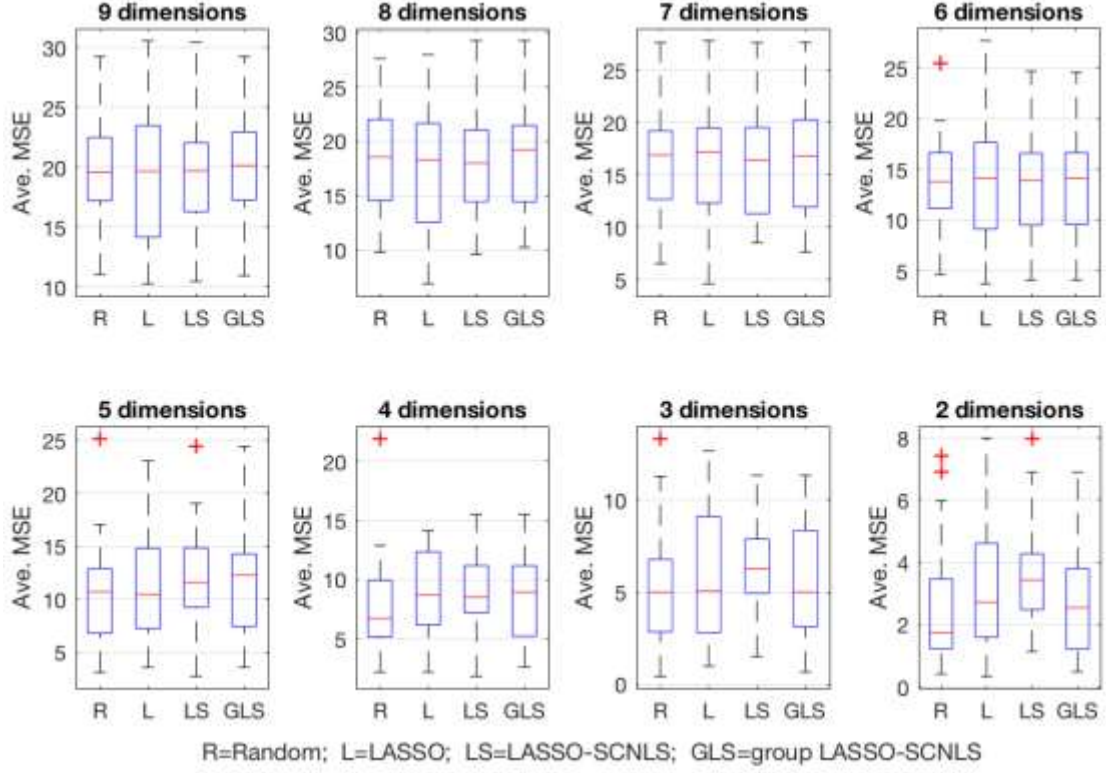 9 dimensions
8 dimensions
7 dimensions
6 dimensions
Ave. MSE
30
25
20
15
10
R L LS GLS
Ave. MSE
30
20
10
R L LS GLS
Ave. MSE
25
20
15
10
5
R L LS GLS
Ave. MSE
25
20
15
10
5
R L LS GLS
5 dimensions
4 dimensions
3 dimensions
2 dimensions
Ave. MSE
25
20
15
10
5
R L LS GLS
Ave. MSE
20
15
10
5
R L LS GLS
Ave. MSE
10
5
0
R L LS GLS
Ave. MSE
8
6
4
2
0
R L LS GLS
R=Random; L=LASSO; LS=LASSO-SCNLS; GLS=group LASSO-SCNLS